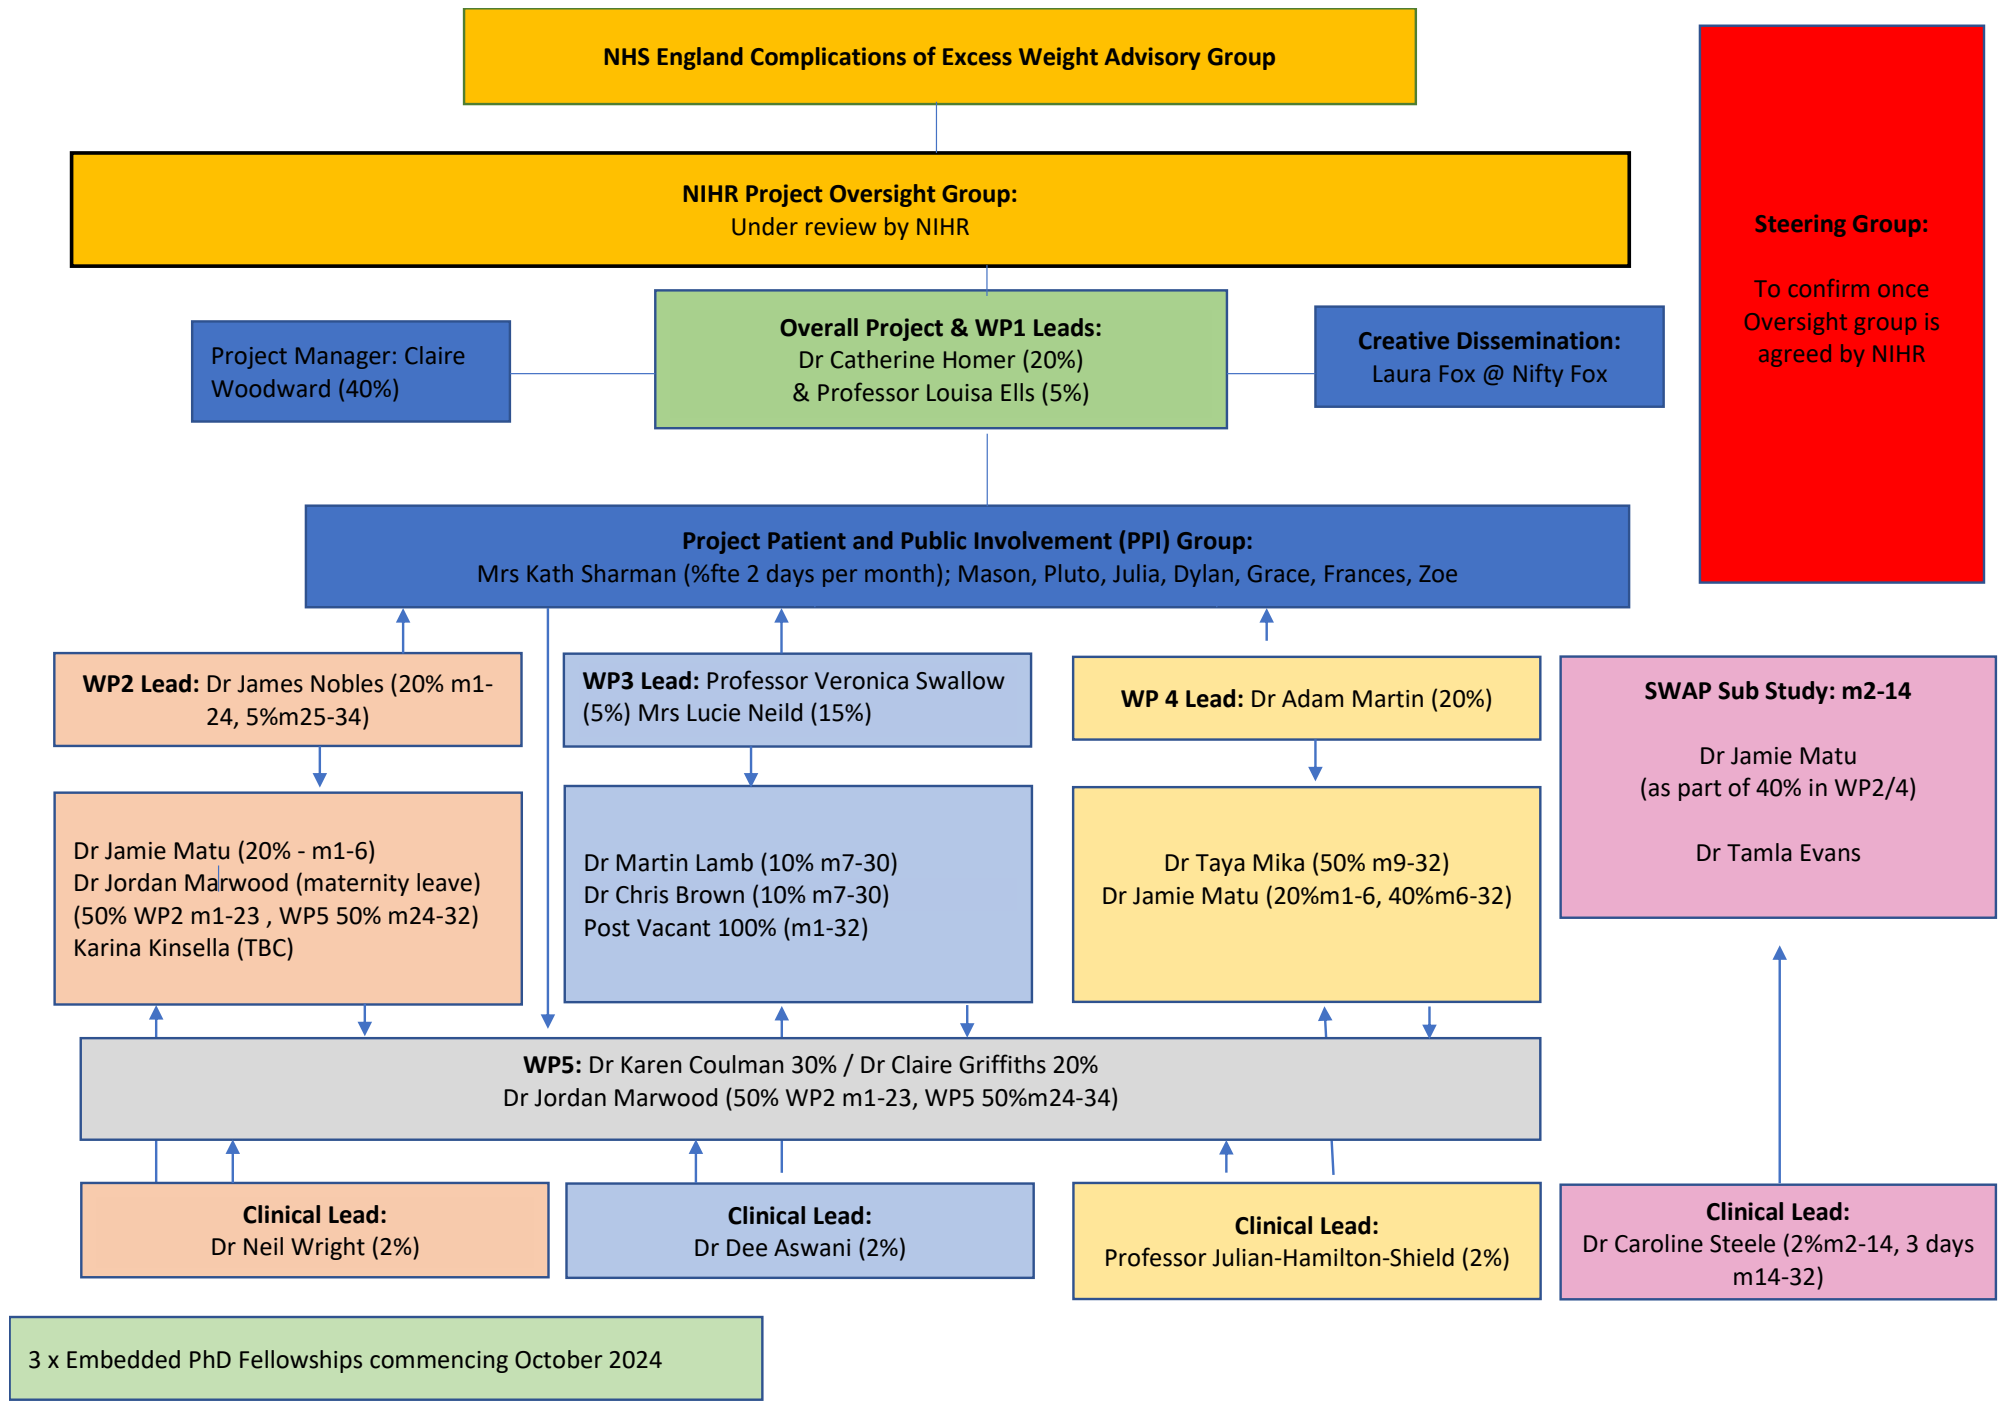 NHS England Complications of Excess Weight Advisory Group
NIHR Project Oversight Group:
Under review by NIHR
Steering Group:
To confirm once
Oversight group is
agreed by NIHR
Project Manager: Claire
Woodward (40%)
Overall Project & WP1 Leads:
Dr Catherine Homer (20%)
& Professor Louisa Ells (5%)
Creative Dissemination:
Laura Fox @ Nifty Fox
Project Patient and Public Involvement (PPI) Group:
Mrs Kath Sharman (%fte 2 days per month); Mason, Pluto, Julia, Dylan, Grace, Frances, Zoe
WP2 Lead: Dr James Nobles (20% m1-
24, 5%m25-34)
WP3 Lead: Professor Veronica Swallow
(5%) Mrs Lucie Neild (15%)
WP 4 Lead: Dr Adam Martin (20%)
SWAP Sub Study: m2-14
Dr Jamie Matu
(as part of 40% in WP2/4)
Dr Tamla Evans
Dr Jamie Matu (20% - m1-6)
Dr Jordan Marwood (maternity leave)
(50% WP2 m1-23 , WP5 50% m24-32)
Karina Kinsella (TBC)
Dr Martin Lamb (10% m7-30)
Dr Chris Brown (10% m7-30)
Post Vacant 100% (m1-32)
Dr Taya Mika (50% m9-32)
Dr Jamie Matu (20%m1-6, 40%m6-32)
WP5: Dr Karen Coulman 30% / Dr Claire Griffiths 20%
Dr Jordan Marwood (50% WP2 m1-23, WP5 50%m24-34)
Clinical Lead:
Dr Neil Wright (2%)
Clinical Lead:
Dr Dee Aswani (2%)
Clinical Lead:
Professor Julian-Hamilton-Shield (2%)
Clinical Lead:
Dr Caroline Steele (2%m2-14, 3 days
m14-32)
3 x Embedded PhD Fellowships commencing October 2024